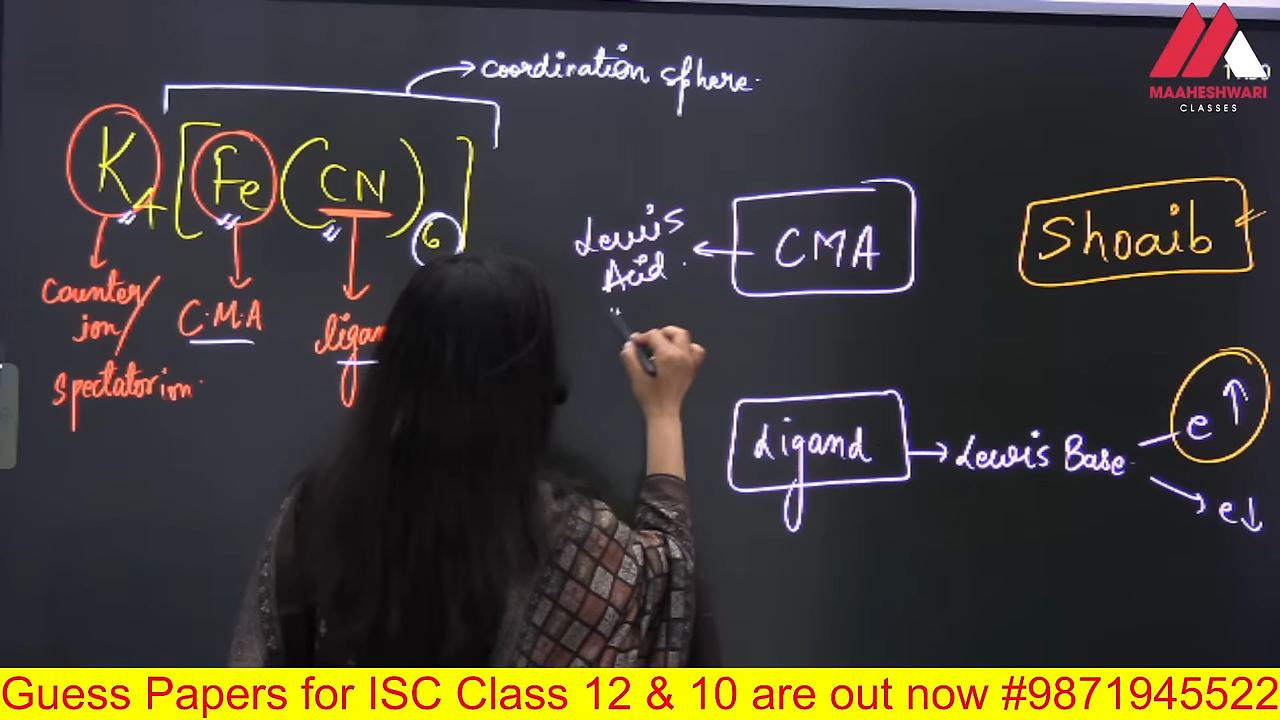 coordination sphere.
K4 [Fe(CN)6]
Counter
ion/
Spectator ion.
C.M.A
ligan
Lewis
Acid.
CMA
Shoaib
Ligand → Lewis Base
e↑
e↓
MAAHESHWARI
CLASSES
Guess Papers for ISC Class 12 & 10 are out now #9871945522